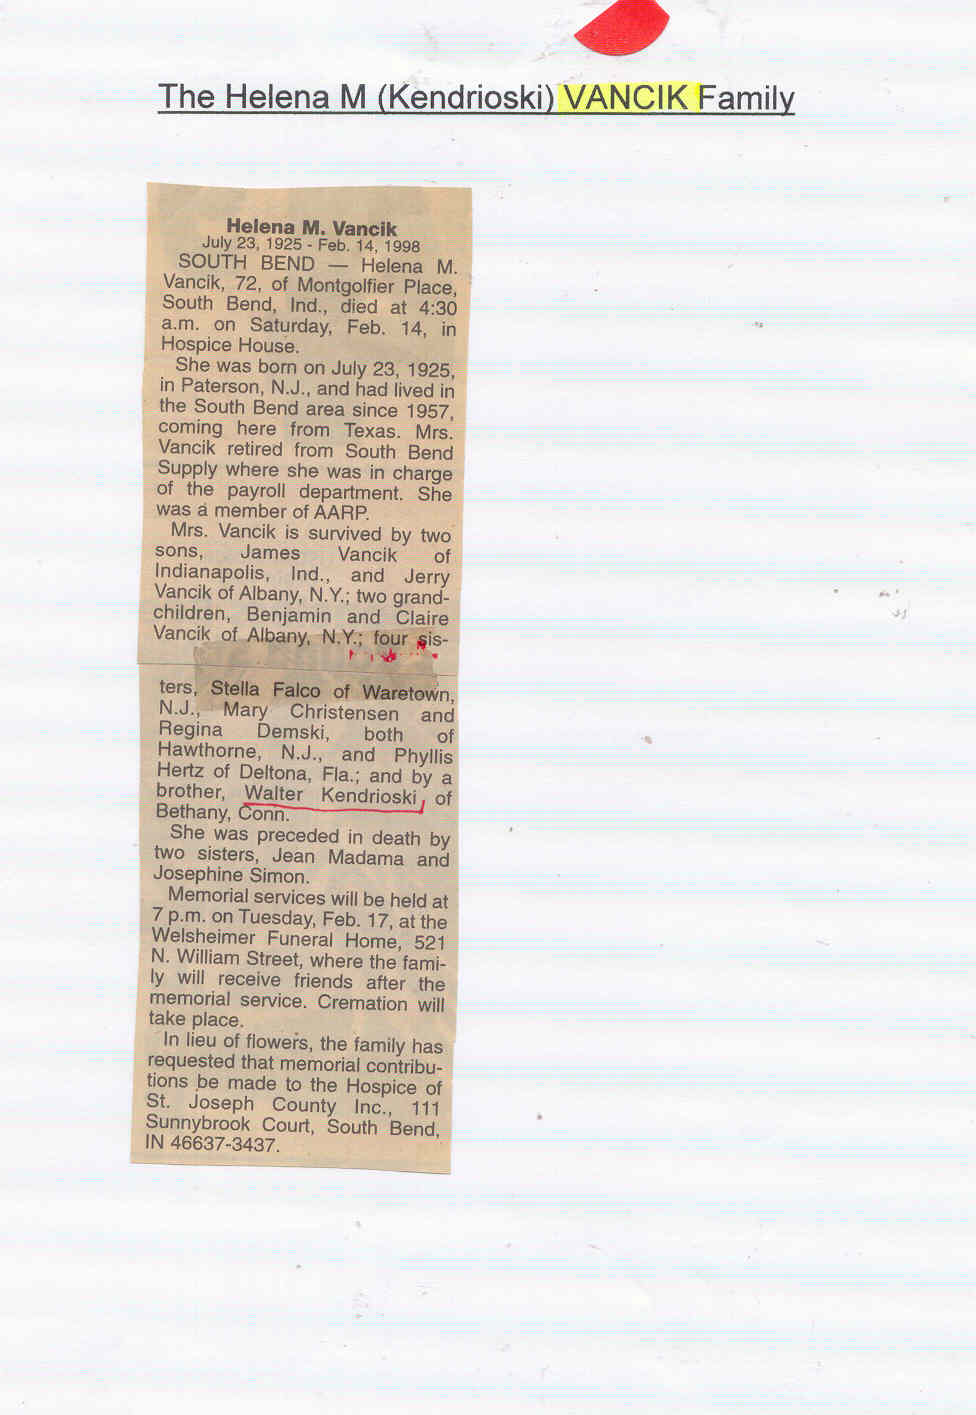 The Helena M (Kendrioski) VANCIK Family
Helena M. Vancik
July 23, 1925 - Feb. 14, 1998
SOUTH BEND — Helena M.
Vancik, 72, of Montgolfier Place,
South Bend, Ind., died at 4:30
a.m. on Saturday, Feb. 14, in
Hospice House.
She was born on July 23, 1925,
in Paterson, N.J., and had lived in
the South Bend area since 1957,
coming here from Texas. Mrs.
Vancik retired from South Bend
Supply where she was in charge
of the payroll department. She
was a member of AARP.
Mrs. Vancik is survived by two
sons, James Vancik of
Indianapolis, Ind., and Jerry
Vancik of Albany, N.Y.; two grand-
children, Benjamin and Claire
Vancik of Albany, N.Y.; four sis-
ters, Stella Falco of Waretown,
N.J., Mary Christensen and
Regina Demski, both of
Hawthorne, N.J., and Phyllis
Hertz of Deltona, Fla.; and by a
brother, Walter Kendrioski, of
Bethany, Conn.
She was preceded in death by
two sisters, Jean Madama and
Josephine Simon.
Memorial services will be held at
7 p.m. on Tuesday, Feb. 17, at the
Welsheimer Funeral Home, 521
N. William Street, where the fami-
ly will receive friends after the
memorial service. Cremation will
take place.
In lieu of flowers, the family has
requested that memorial contribu-
tions be made to the Hospice of
St. Joseph County Inc., 111
Sunnybrook Court, South Bend,
IN 46637-3437.